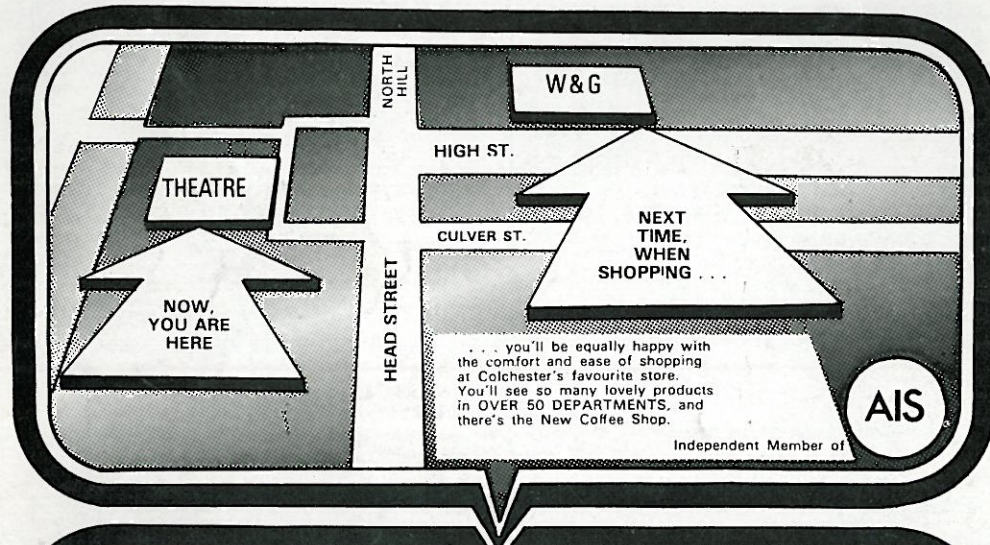 NORTH
HILL
W&G
HIGH ST.
THEATRE
CULVER ST.
NEXT
TIME,
WHEN
SHOPPING . . .
NOW,
YOU ARE
HERE
HEAD STREET
. . . you'll be equally happy with
the comfort and ease of shopping
at Colchester's favourite store.
You'll see so many lovely products
in OVER 50 DEPARTMENTS, and
there's the New Coffee Shop.
Independent Member of
AIS